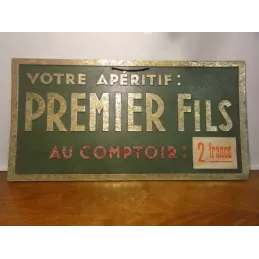 VOTRE APÉRITIF:
PREMIER FILS
AU COMPTOIR: 2 francs